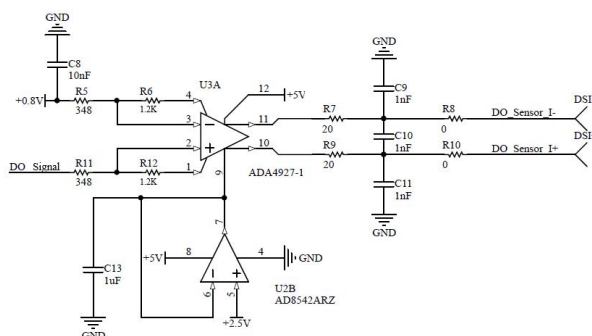 GND
C8
10nF
+0.8V
R5
348
R6
1.2K
U3A
4
3
2
1
12
+5V
11
10
9
ADA4927-1
DO_Signal
R11
348
R12
1.2K
R7
20
R9
20
GND
C9
1nF
C10
1nF
C11
1nF
GND
R8
0
R10
0
DO_Sensor_I-
DO_Sensor_I+
C13
1uF
GND
7
+5V
8
4
GND
6
5
U2B
AD8542ARZ
+2.5V